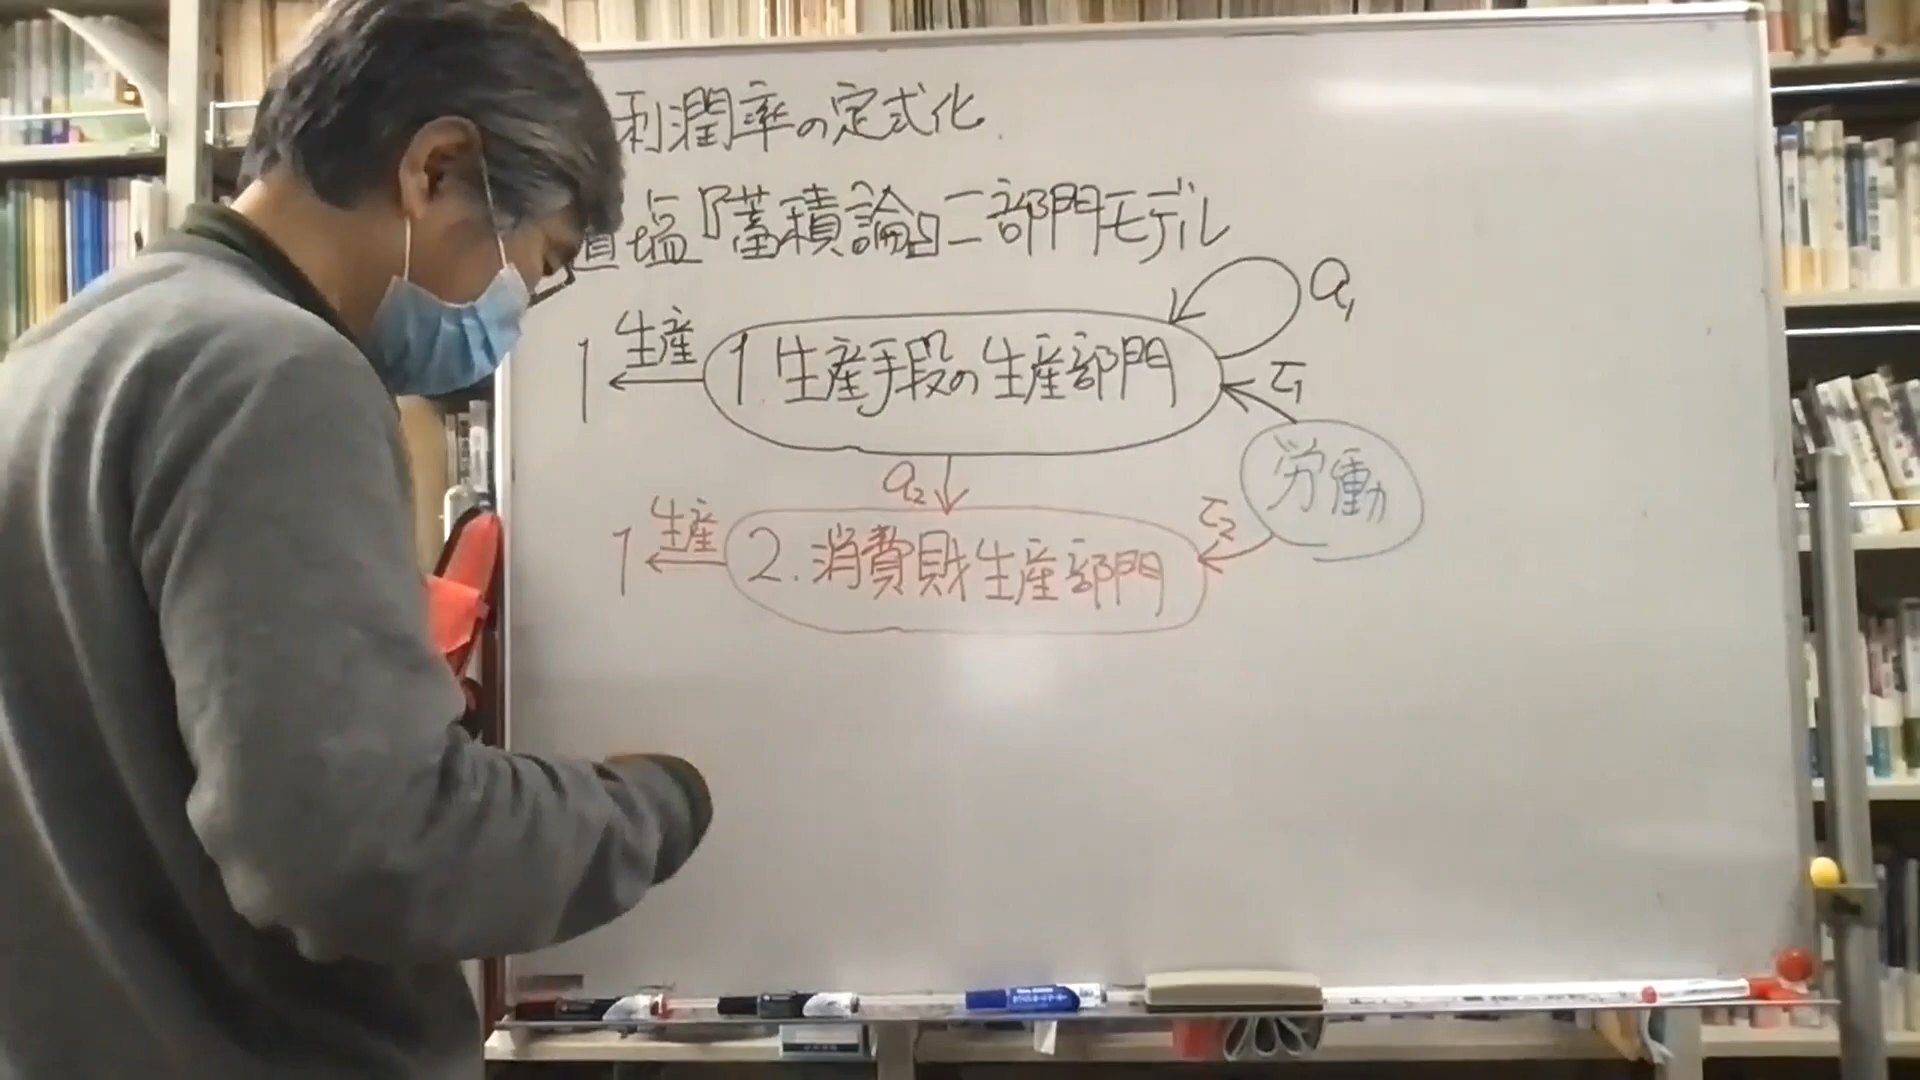 利潤率の定式化
置塩『蓄積論』二部門モデル
a₁
1 生産 1 生産手段の生産部門
τ₁
労働
a₂
τ₂
1 生産 2. 消費財生産部門